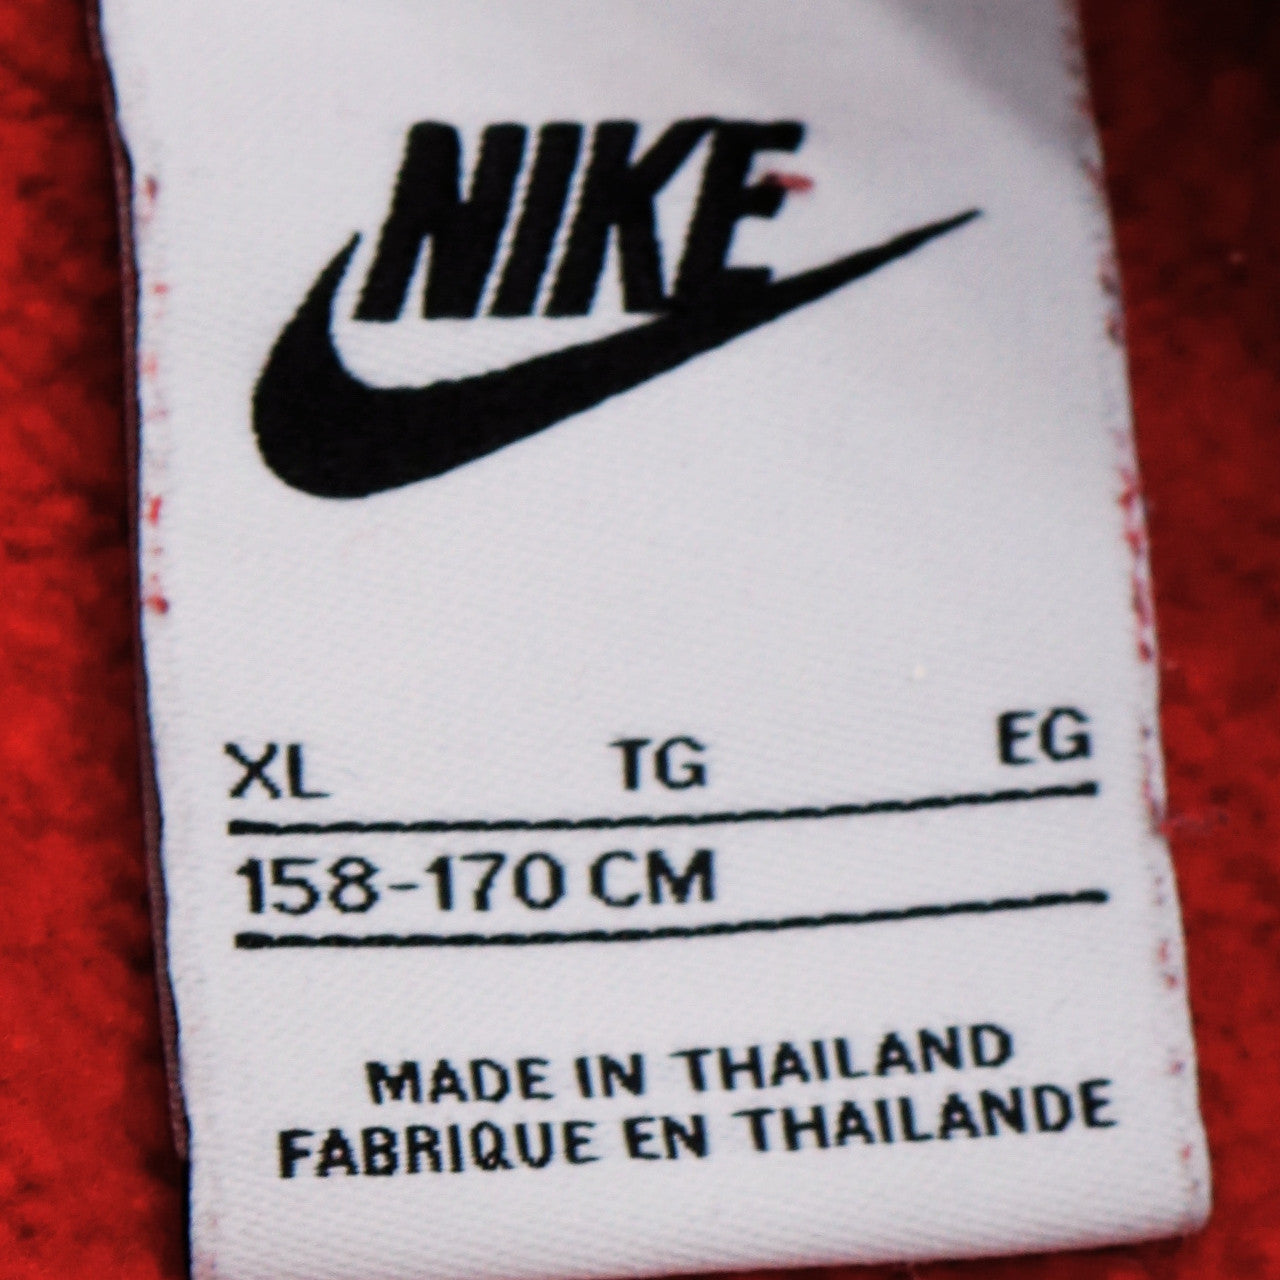 NIKE
XL TG EG
158-170 CM
MADE IN THAILAND
FABRIQUE EN THAILANDE